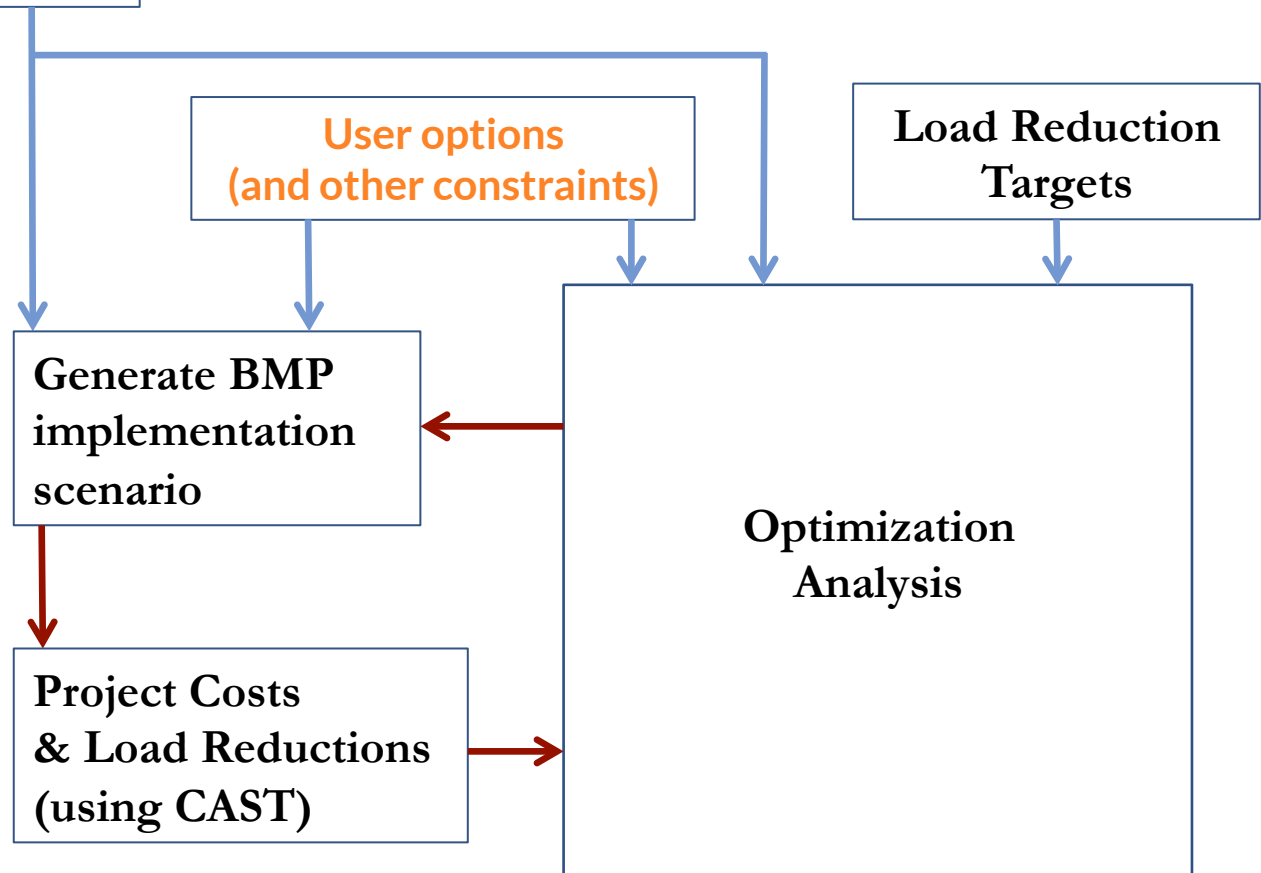 User options
(and other constraints)
Load Reduction
Targets
Generate BMP
implementation
scenario
Optimization
Analysis
Project Costs
& Load Reductions
(using CAST)